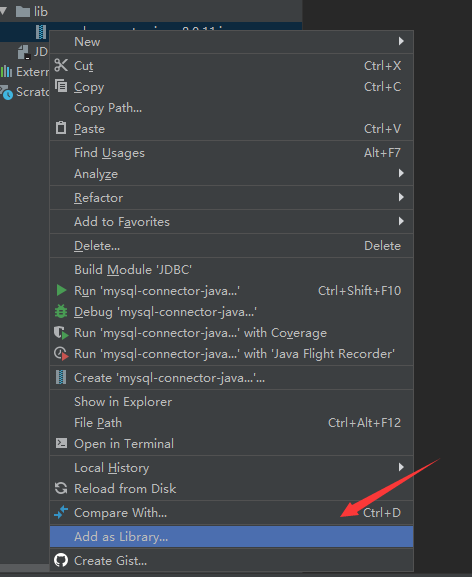 lib
New
Cut Ctrl+X
Copy Ctrl+C
Copy Path...
Paste Ctrl+V
Find Usages Alt+F7
Analyze
Refactor
Add to Favorites
Delete... Delete
Build Module 'JDBC'
Run 'mysql-connector-java...' Ctrl+Shift+F10
Debug 'mysql-connector-java...'
Run 'mysql-connector-java...' with Coverage
Run 'mysql-connector-java...' with 'Java Flight Recorder'
Create 'mysql-connector-java...'...
Show in Explorer
File Path Ctrl+Alt+F12
Open in Terminal
Local History
Reload from Disk
Compare With... Ctrl+D
Add as Library...
Create Gist...
JD
Extern
Scratc